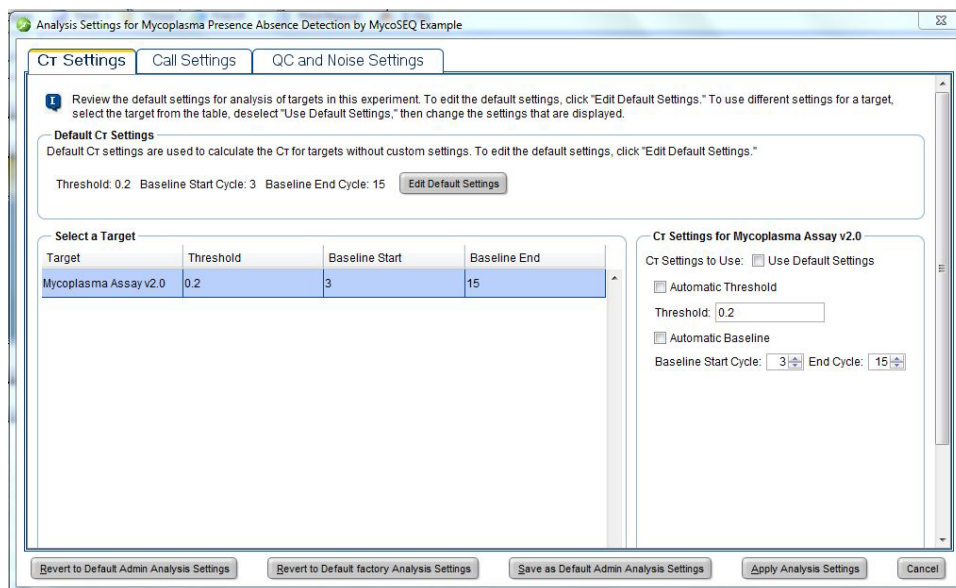 Analysis Settings for Mycoplasma Presence Absence Detection by MycoSEQ Example
Cт Settings
Call Settings
QC and Noise Settings
Review the default settings for analysis of targets in this experiment. To edit the default settings, click "Edit Default Settings." To use different settings for a target,
select the target from the table, deselect "Use Default Settings," then change the settings that are displayed.
Default Cт Settings
Default Cт settings are used to calculate the Cт for targets without custom settings. To edit the default settings, click "Edit Default Settings."
Threshold: 0.2 Baseline Start Cycle: 3 Baseline End Cycle: 15 Edit Default Settings
Select a Target
Target Threshold Baseline Start Baseline End
Mycoplasma Assay v2.0 0.2 3 15
Cт Settings for Mycoplasma Assay v2.0
Cт Settings to Use: Use Default Settings
Automatic Threshold
Threshold: 0.2
Automatic Baseline
Baseline Start Cycle: 3 End Cycle: 15
Revert to Default Admin Analysis Settings
Revert to Default factory Analysis Settings
Save as Default Admin Analysis Settings
Apply Analysis Settings
Cancel